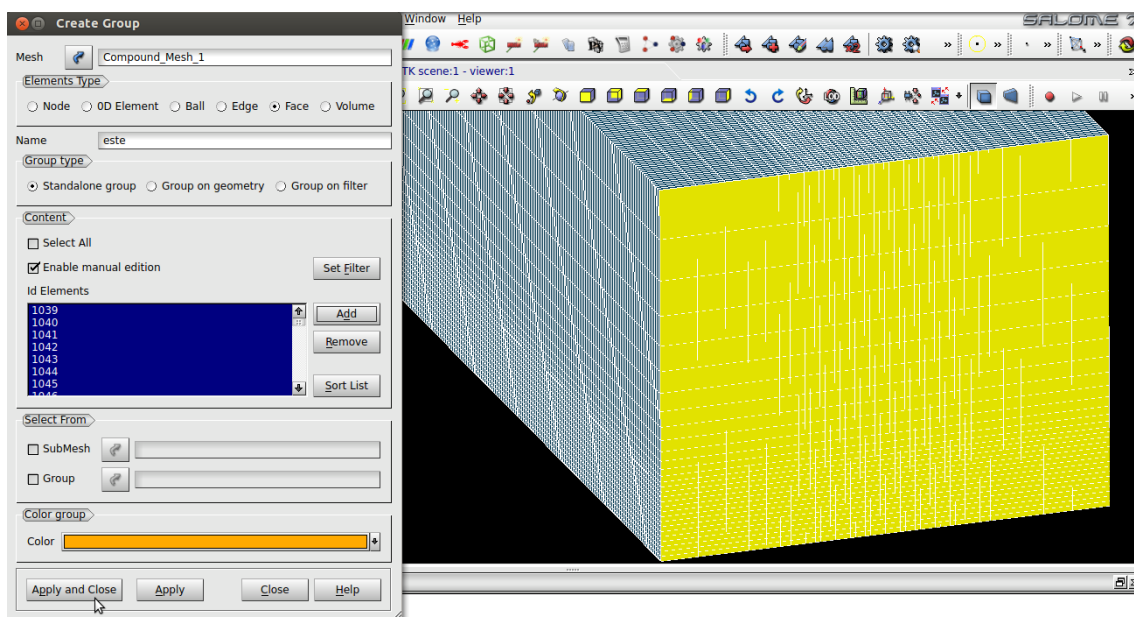 Create Group
Window Help
SALOME 7
Mesh Compound_Mesh_1
TK scene:1 - viewer:1
Elements Type
Node 0D Element Ball Edge Face Volume
Name este
Group type
Standalone group Group on geometry Group on filter
Content
Select All
Enable manual edition Set Filter
Id Elements
1039
1040
1041
1042
1043
1044
1045
1046
Add
Remove
Sort List
Select From
SubMesh
Group
Color group
Color
Apply and Close Apply Close Help